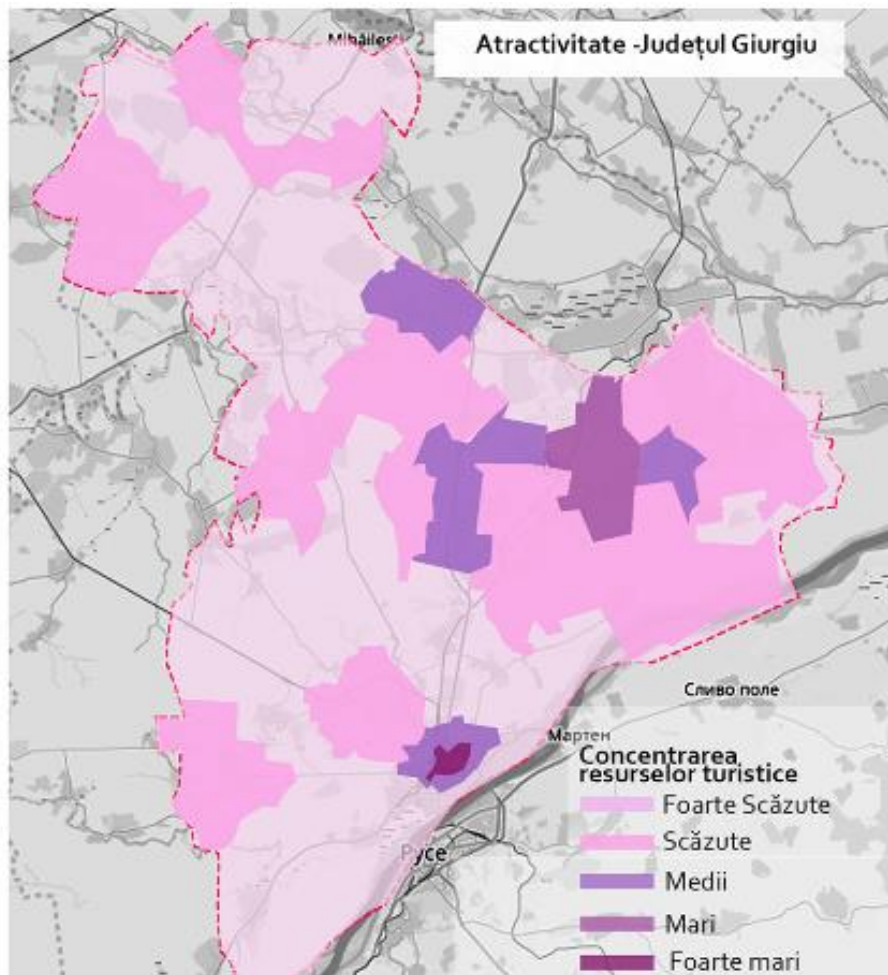 Mihăilești
Atractivitate -Județul Giurgiu
Сливо поле
Мартен
Русе
Concentrarea
resurselor turistice
Foarte Scăzute
Scăzute
Medii
Mari
Foarte mari